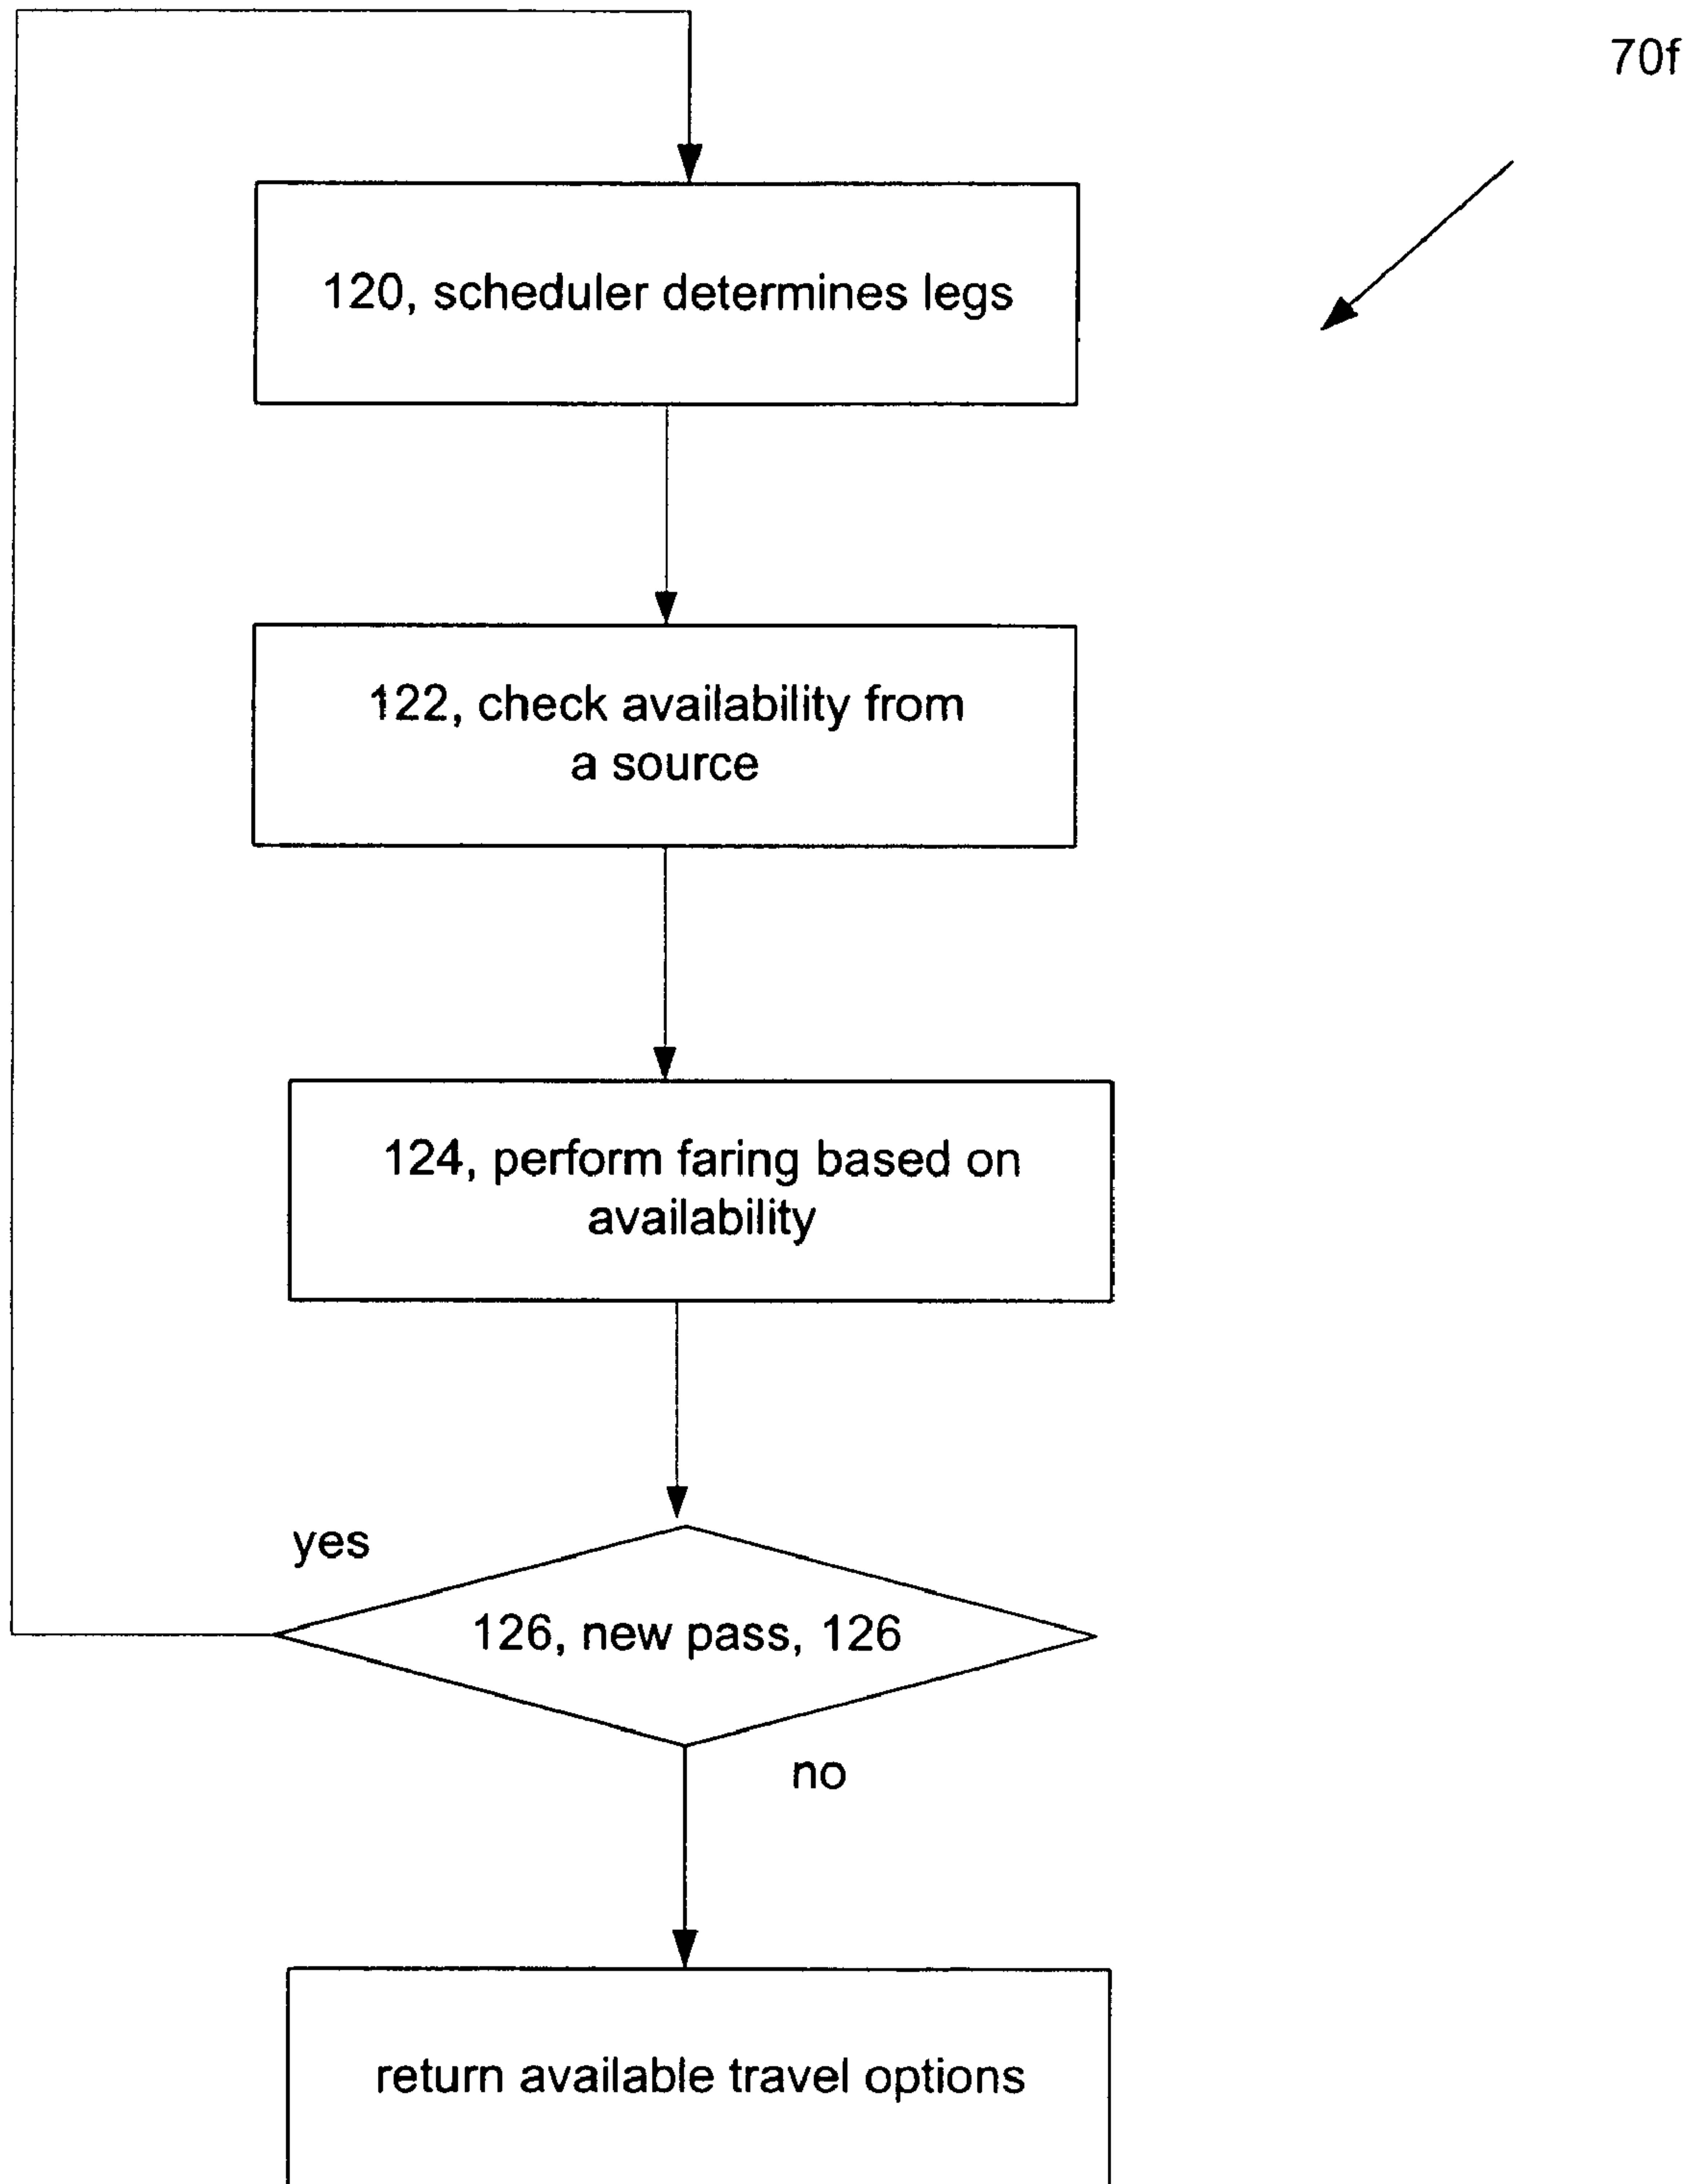 70f
120, scheduler determines legs
122, check availability from
a source
124, perform faring based on
availability
yes
126, new pass, 126
no
return available travel options